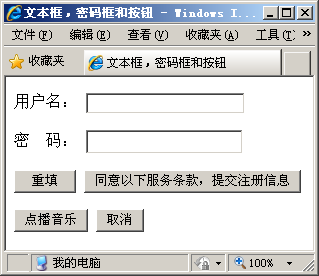 文本框，密码框和按钮 - Windows I...
文件(F) 编辑(E) 查看(V) 收藏夹(A) 工具(T) »
收藏夹 文本框，密码框和按钮
用户名：
密 码：
重填 同意以下服务条款，提交注册信息
点播音乐 取消
我的电脑 100%